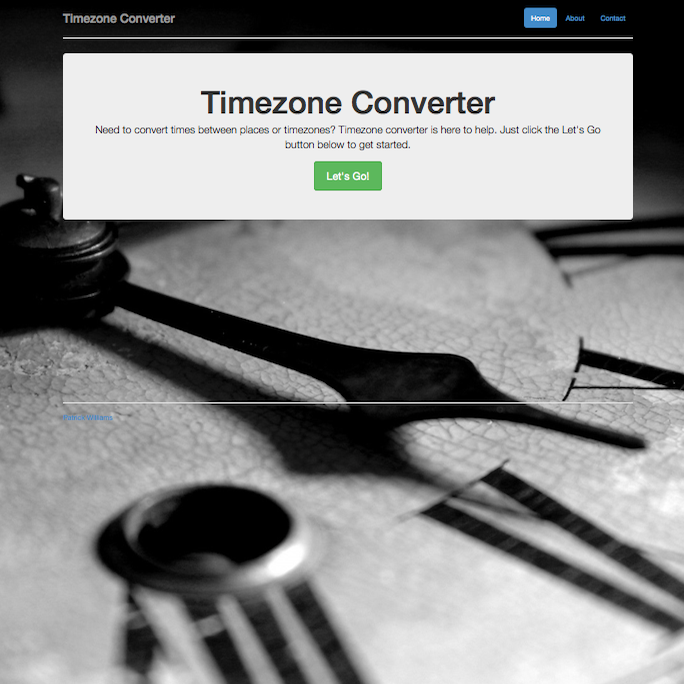 Timezone Converter
Home
About
Contact
Timezone Converter
Need to convert times between places or timezones? Timezone converter is here to help. Just click the Let's Go
button below to get started.
Let's Go!